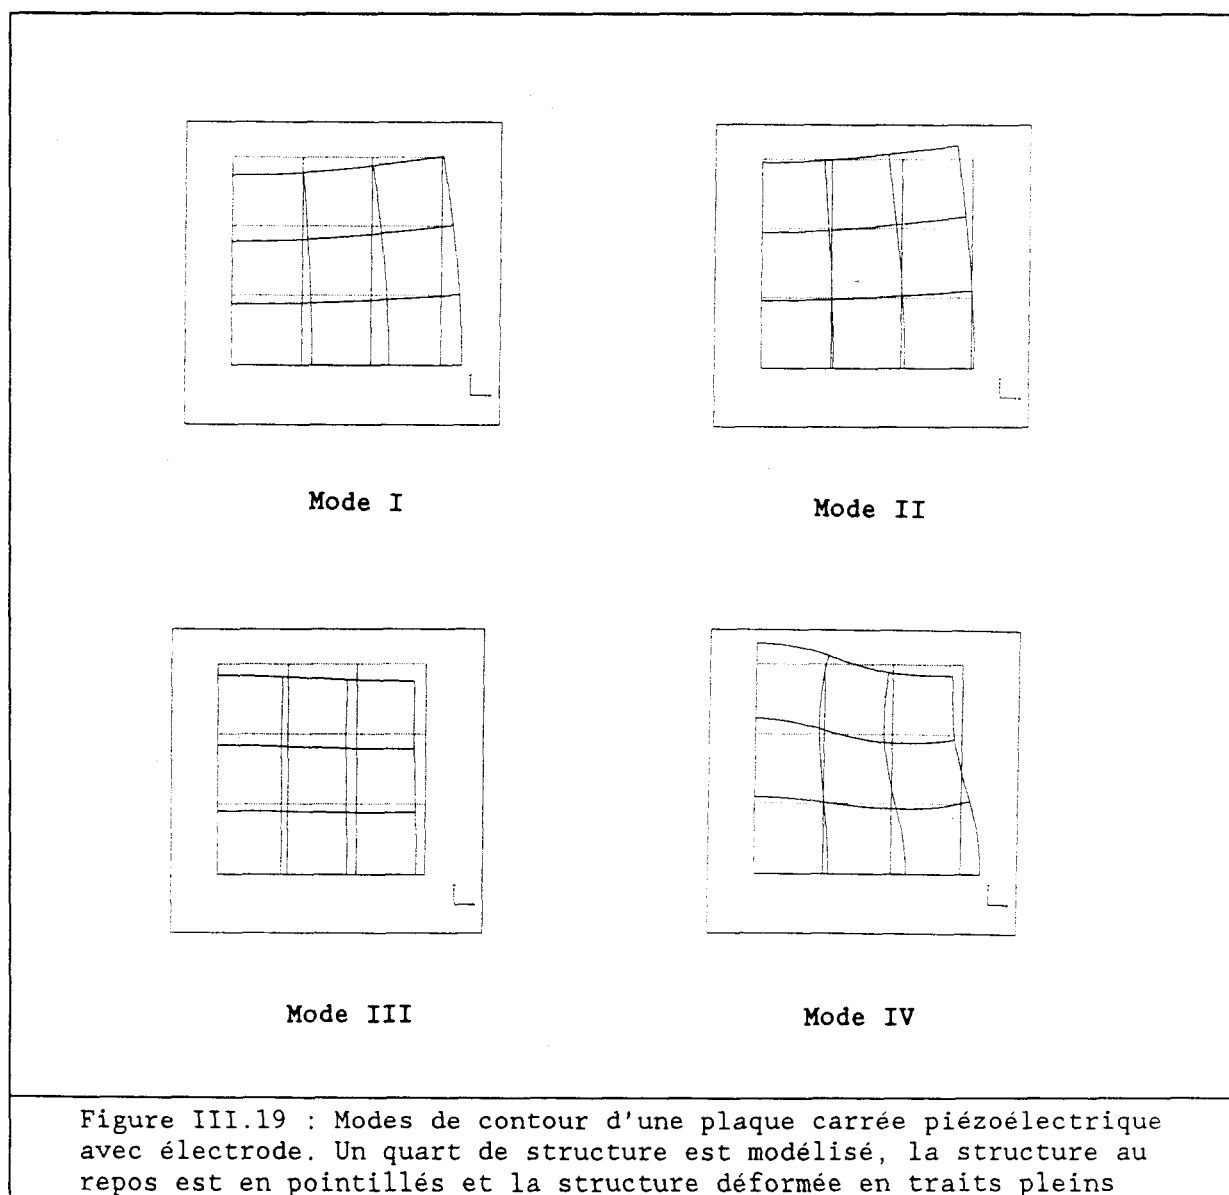 Mode I
Mode II
Mode III
Mode IV
Figure III.19 : Modes de contour d'une plaque carrée piézoélectrique
avec électrode. Un quart de structure est modélisé, la structure au
repos est en pointillés et la structure déformée en traits pleins